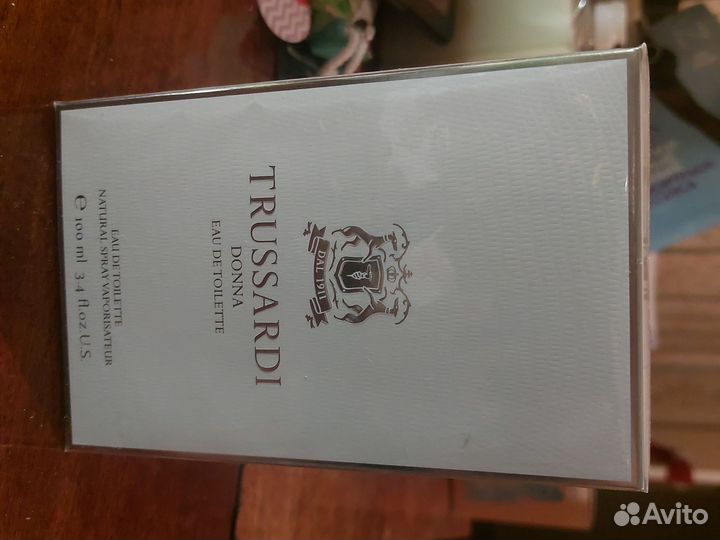 DAL 1911
TRUSSARDI
DONNA
EAU DE TOILETTE
EAU DE TOILETTE
NATURAL SPRAY VAPORISATEUR
e 100 ml 3.4 fl.oz U.S.
Avito